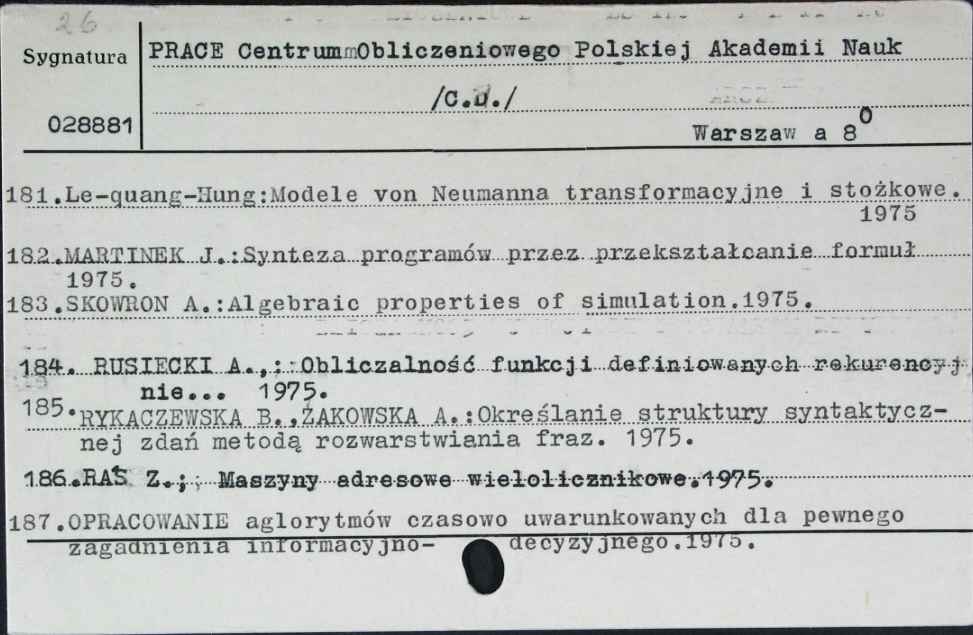 26
Sygnatura
PRACE Centrum Obliczeniowego Polskiej Akademii Nauk
/C.D./
028881
Warszaw a 8⁰
181.Le-quang-Hung:Modele von Neumanna transformacyjne i stożkowe.
1975
182.MARTINEK J.:Synteza programów przez przekształcanie formuł
1975.
183.SKOWRON A.:Algebraic properties of simulation.1975.
184. RUSIECKI A.,: Obliczalność funkcji definiowanych rekurencyj
nie... 1975.
185.RYKACZEWSKA B.,ŻAKOWSKA A.:Określanie struktury syntaktycz-
nej zdań metodą rozwarstwiania fraz. 1975.
186.RAŚ Z.; Maszyny adresowe wielolicznikowe.1975.
187.OPRACOWANIE aglorytmów czasowo uwarunkowanych dla pewnego
zagadnienia informacyjno- decyzyjnego.1975.